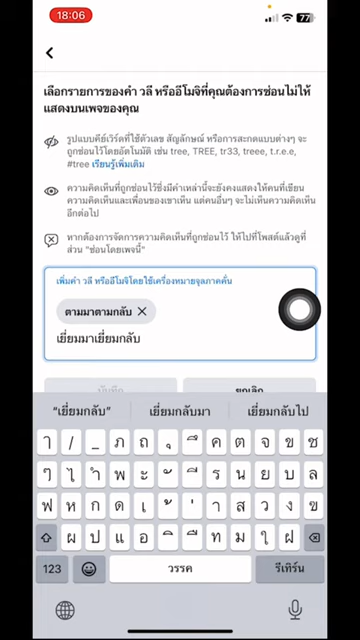 18:06
77
เลือกรายการของคำ วลี หรืออีโมจิที่คุณต้องการซ่อนไม่ให้
แสดงบนเพจของคุณ
รูปแบบคีย์เวิร์ดที่ใช้ตัวเลข สัญลักษณ์ หรือการสะกดแบบต่างๆ จะ
ถูกซ่อนไว้โดยอัตโนมัติ เช่น tree, TREE, tr33, treee, t.r.e.e,
#tree เรียนรู้เพิ่มเติม
ความคิดเห็นที่ถูกซ่อนไว้ซึ่งมีคำเหล่านี้จะยังคงแสดงให้คนที่เขียน
ความคิดเห็นและเพื่อนของเขาเห็น แต่คนอื่นๆ จะไม่เห็นความคิดเห็น
อีกต่อไป
หากต้องการจัดการความคิดเห็นที่ถูกซ่อนไว้ ให้ไปที่โพสต์แล้วดูที่
ส่วน "ซ่อนโดยเพจนี้"
เพิ่มคำ วลี หรืออีโมจิโดยใช้เครื่องหมายจุลภาคคั่น
ตามมาตามกลับ
เยี่ยมมาเยี่ยมกลับ
บันทึก ยกเลิก
"เยี่ยมกลับ" เยี่ยมกลับมา เยี่ยมกลับไป
ๅ / _ ภ ถ ุ ึ ค ต จ ข ช
ๆ ไ ำ พ ะ ั ี ร น ย บ ล
ฟ ห ก ด เ ้ ่ า ส ว ง ฃ
ผ ป แ อ ิ ื ท ม ใ ฝ
123 วรรค รีเทิร์น